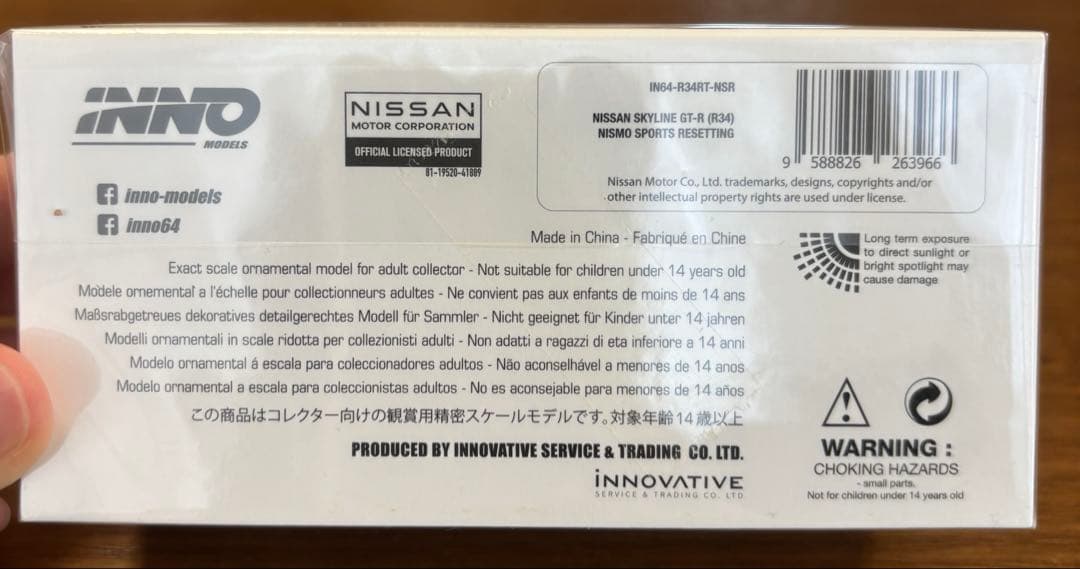 INNO
MODELS
inno-models
inno64
NISSAN
MOTOR CORPORATION
OFFICIAL LICENSED PRODUCT
81-19520-41889
IN64-R34RT-NSR
NISSAN SKYLINE GT-R (R34)
NISMO SPORTS RESETTING
9 588826 263966
Nissan Motor Co., Ltd. trademarks, designs, copyrights and/or
other intellectual property rights are used under license.
Made in China - Fabriqué en Chine
Long term exposure
to direct sunlight or
bright spotlight may
cause damage
Exact scale ornamental model for adult collector - Not suitable for children under 14 years old
Modele ornemental a l'échelle pour collectionneurs adultes - Ne convient pas aux enfants de moins de 14 ans
Maßsrabgetreues dekoratives detailgerechtes Modell für Sammler - Nicht geeignet für Kinder unter 14 jahren
Modelli ornamentali in scale ridotta per collezionisti adulti - Non adatti a ragazzi di eta inferiore a 14 anni
Modelo ornamental á escala para coleccionadores adultos - Não aconselhável a menores de 14 anos
Modelo ornamental a escala para coleccionistas adultos - No es aconsejable para menores de 14 años
この商品はコレクター向けの観賞用精密スケールモデルです。対象年齢14歳以上
PRODUCED BY INNOVATIVE SERVICE & TRADING CO. LTD.
INNOVATIVE
SERVICE & TRADING CO. LTD
WARNING :
CHOKING HAZARDS
- small parts.
Not for children under 14 years old